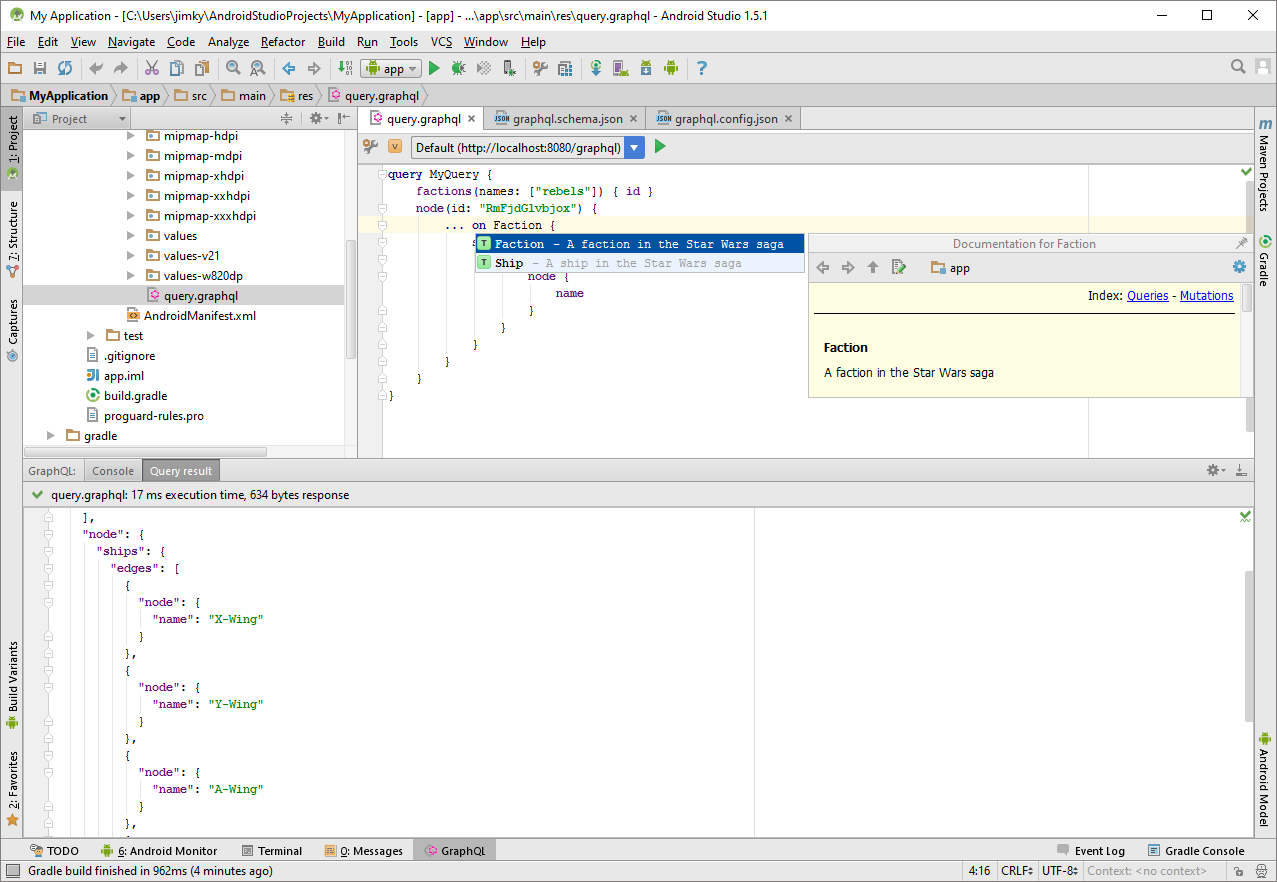 My Application - [C:\Users\jimky\AndroidStudioProjects\MyApplication] - [app] - ...\app\src\main\res\query.graphql - Android Studio 1.5.1
File Edit View Navigate Code Analyze Refactor Build Run Tools VCS Window Help
app
MyApplication app src main res query.graphql
1: Project
7: Structure
Captures
Build Variants
2: Favorites
Project
mipmap-hdpi
mipmap-mdpi
mipmap-xhdpi
mipmap-xxhdpi
mipmap-xxxhdpi
values
values-v21
values-w820dp
query.graphql
AndroidManifest.xml
test
.gitignore
app.iml
build.gradle
proguard-rules.pro
gradle
query.graphql graphql.schema.json graphql.config.json
V Default (http://localhost:8080/graphql)
query MyQuery {
factions(names: ["rebels"]) { id }
node(id: "RmFjdGlvbjox") {
... on Faction {
T Faction - A faction in the Star Wars saga
T Ship - A ship in the Star Wars saga
node {
name
}
}
}
}
}
}
Documentation for Faction
app
Index: Queries - Mutations
Faction
A faction in the Star Wars saga
m Maven Projects
Gradle
Android Model
GraphQL: Console Query result
query.graphql: 17 ms execution time, 634 bytes response
],
"node": {
"ships": {
"edges": [
{
"node": {
"name": "X-Wing"
}
},
{
"node": {
"name": "Y-Wing"
}
},
{
"node": {
"name": "A-Wing"
}
},
TODO 6: Android Monitor Terminal 0: Messages GraphQL Event Log Gradle Console
Gradle build finished in 962ms (4 minutes ago) 4:16 CRLF UTF-8 Context: <no context>